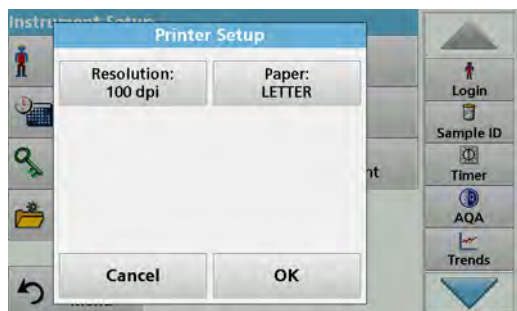 Printer Setup
Resolution:
100 dpi
Paper:
LETTER
Cancel
OK
Login
Sample ID
Timer
AQA
Trends